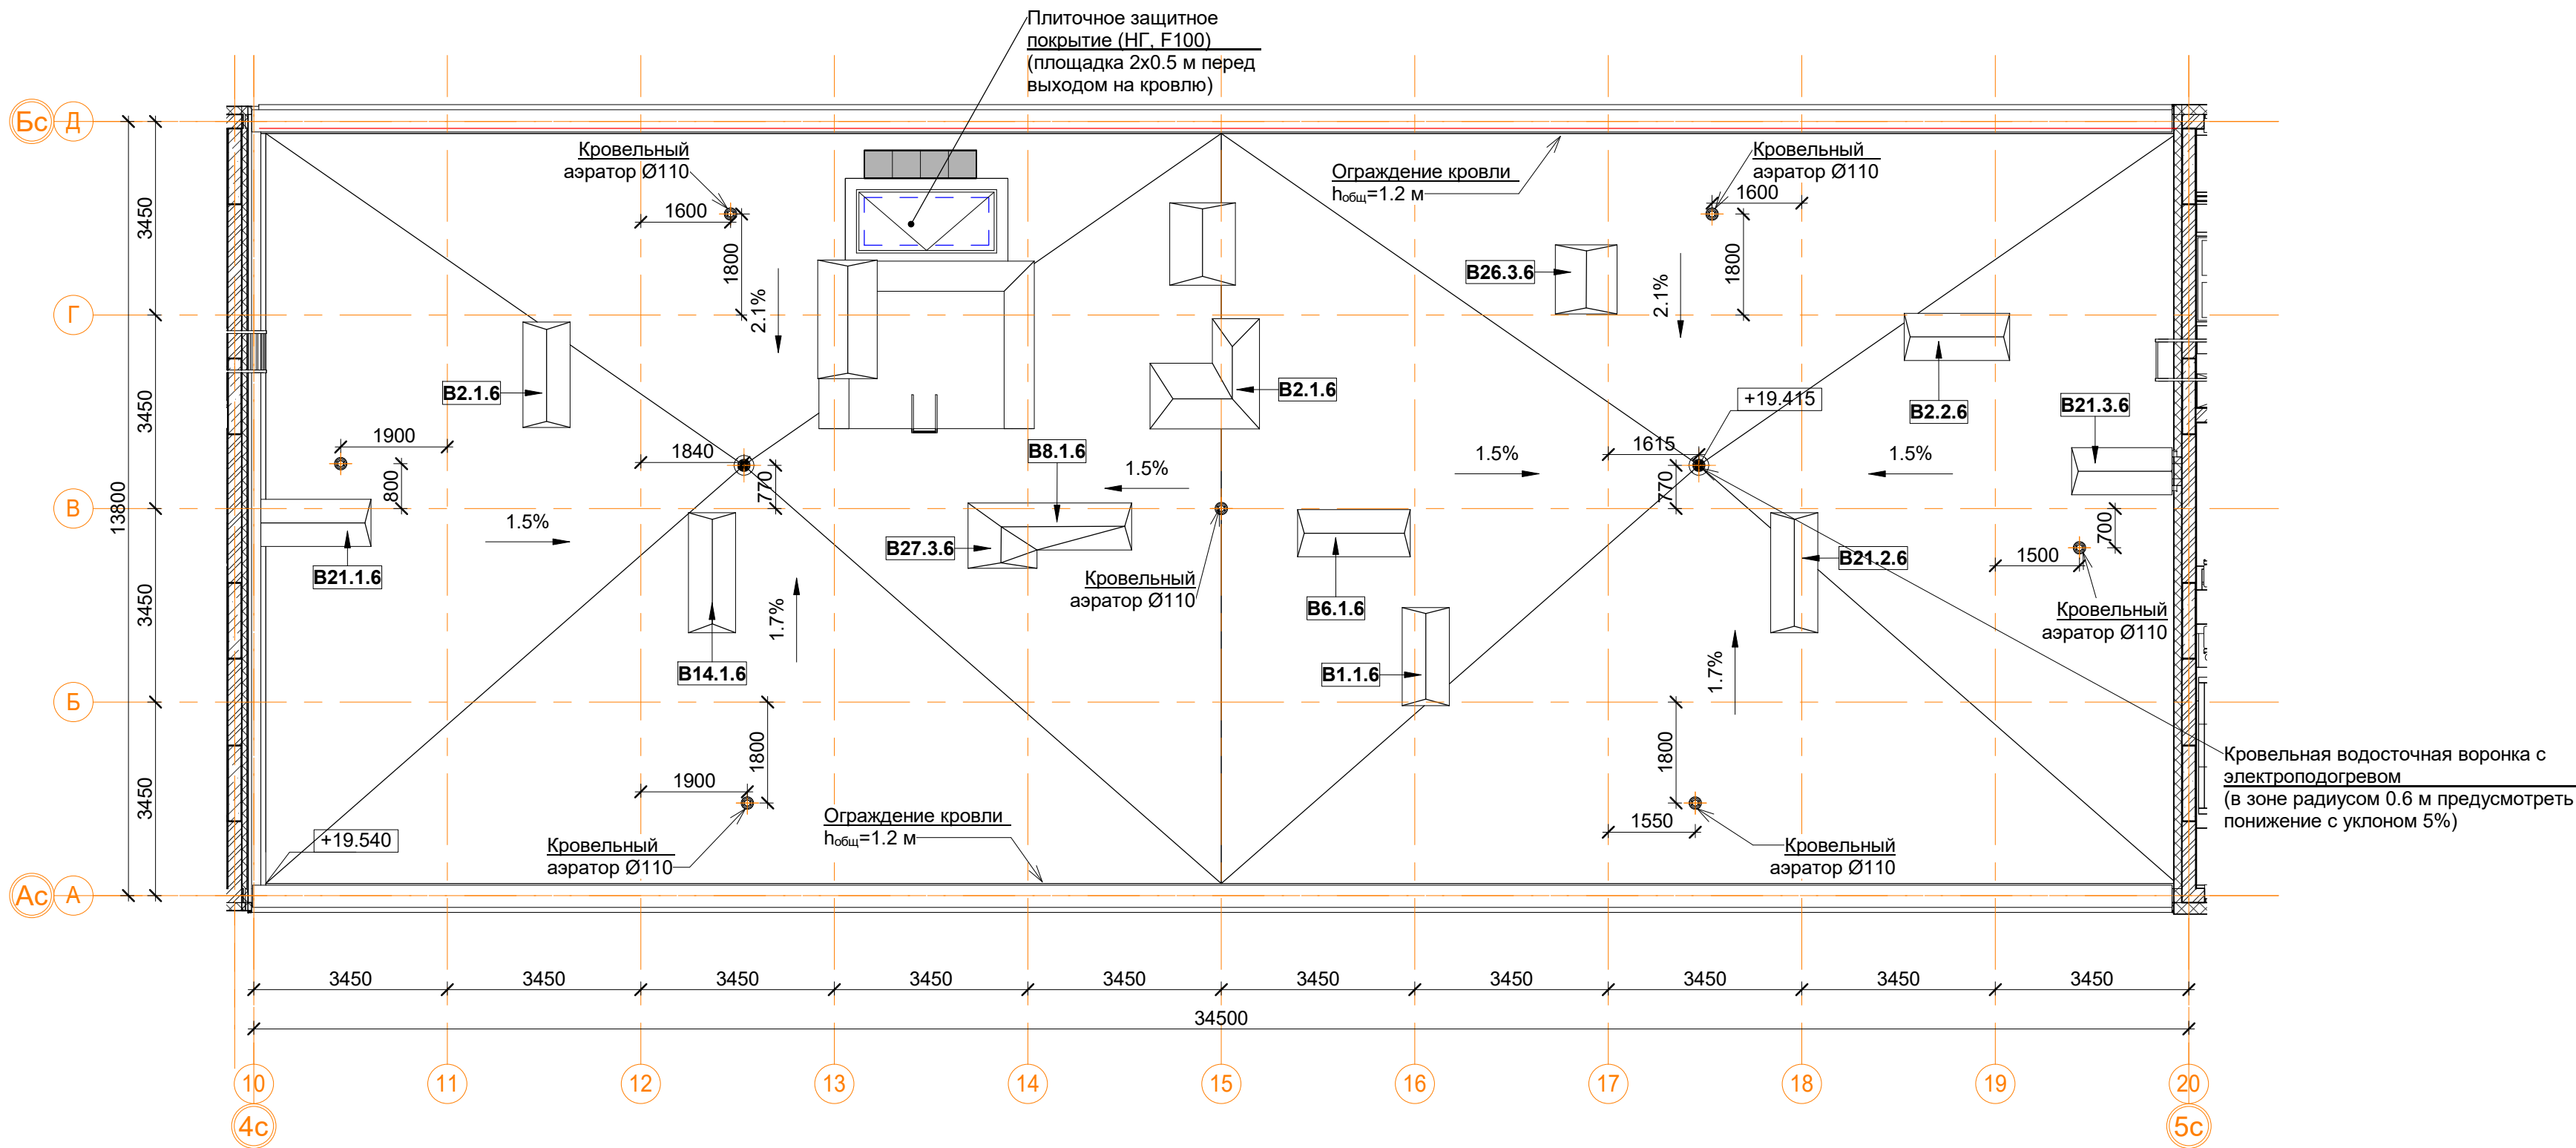 Плиточное защитное
покрытие (НГ, F100)
(площадка 2х0.5 м перед
выходом на кровлю)
Бс
Д
Кровельный
аэратор Ø110
1600
1800
2.1%
Ограждение кровли
hобщ=1.2 м
Кровельный
аэратор Ø110
1600
1800
2.1%
3450
Г
В26.3.6
В2.1.6
В2.1.6
+19.415
В2.2.6
В21.3.6
3450
13800
1900
800
1840
770
В8.1.6
1.5%
1.5%
1615
770
1.5%
В
1.5%
В21.1.6
В27.3.6
Кровельный
аэратор Ø110
В6.1.6
В21.2.6
700
1500
Кровельный
аэратор Ø110
3450
1.7%
В14.1.6
В1.1.6
1.7%
Б
3450
1800
1900
Кровельный
аэратор Ø110
+19.540
Ограждение кровли
hобщ=1.2 м
1800
1550
Кровельный
аэратор Ø110
Кровельная водосточная воронка с
электроподогревом
(в зоне радиусом 0.6 м предусмотреть
понижение с уклоном 5%)
Ас
А
3450 3450 3450 3450 3450 3450 3450 3450 3450 3450
34500
10 11 12 13 14 15 16 17 18 19 20
4с 5с